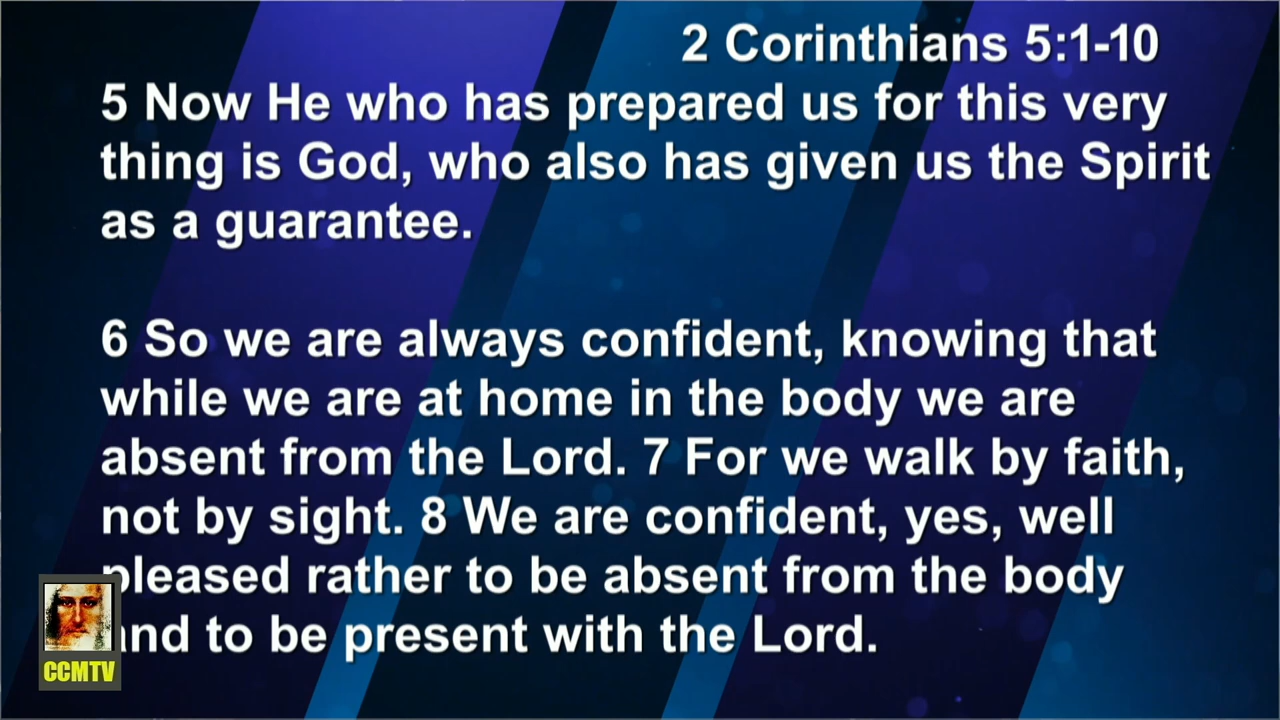 2 Corinthians 5:1-10
5 Now He who has prepared us for this very
thing is God, who also has given us the Spirit
as a guarantee.
6 So we are always confident, knowing that
while we are at home in the body we are
absent from the Lord. 7 For we walk by faith,
not by sight. 8 We are confident, yes, well
pleased rather to be absent from the body
and to be present with the Lord.
CCMTV